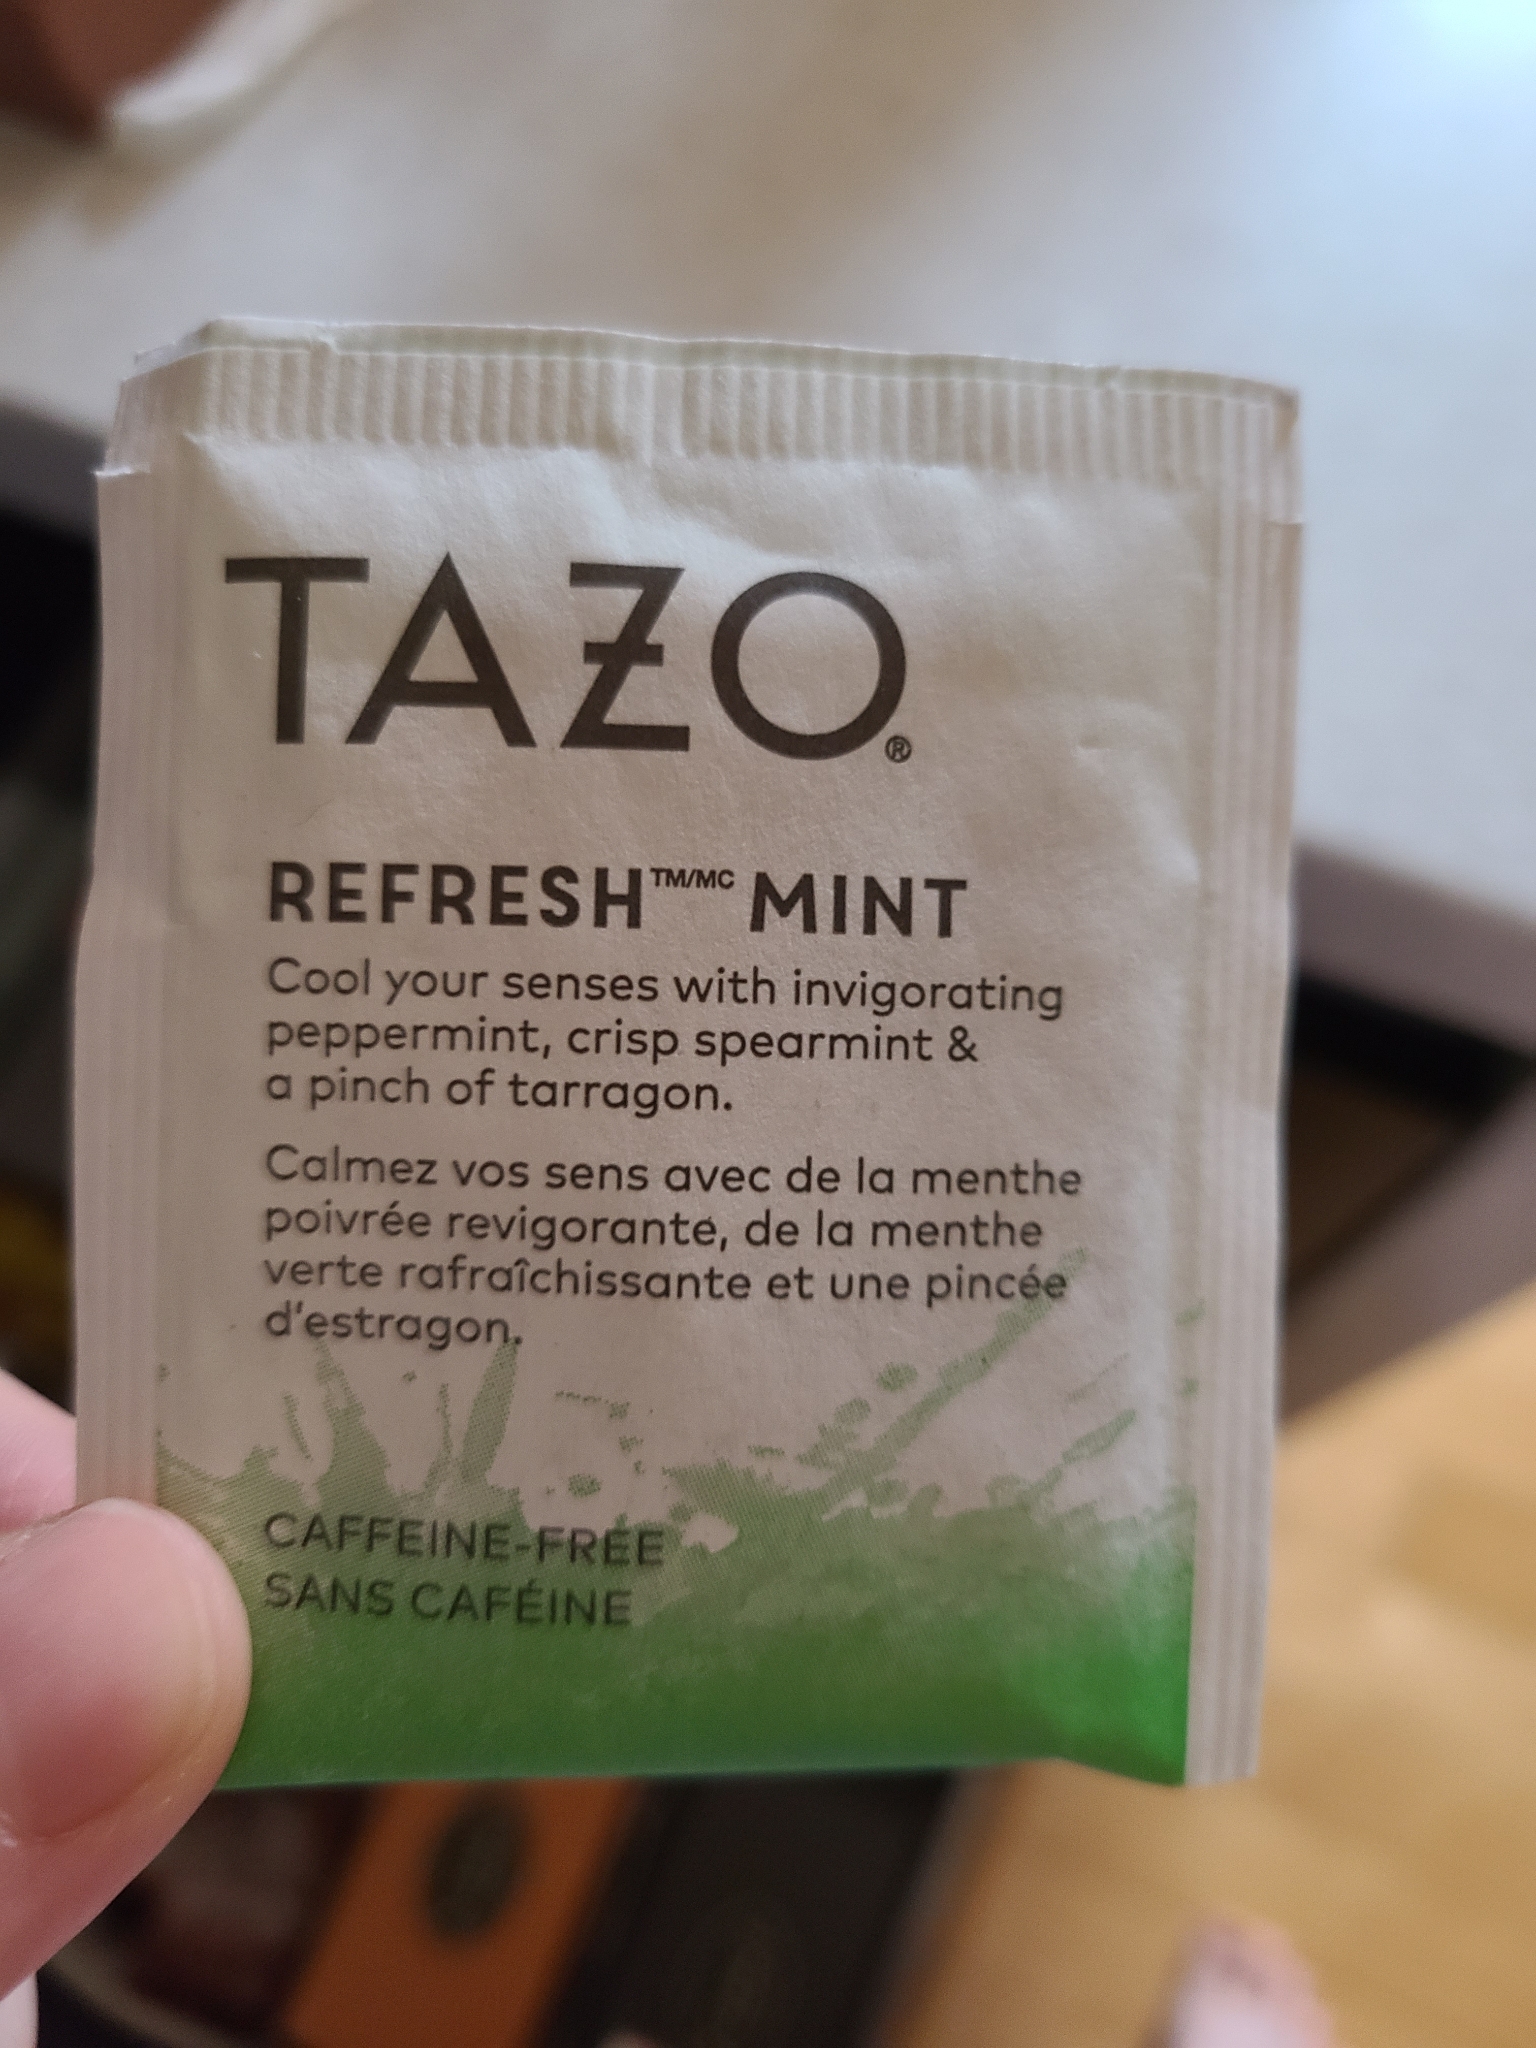 TAZO®
REFRESH™/MC MINT
Cool your senses with invigorating
peppermint, crisp spearmint &
a pinch of tarragon.
Calmez vos sens avec de la menthe
poivrée revigorante, de la menthe
verte rafraîchissante et une pincée
d'estragon.
CAFFEINE-FREE
SANS CAFÉINE